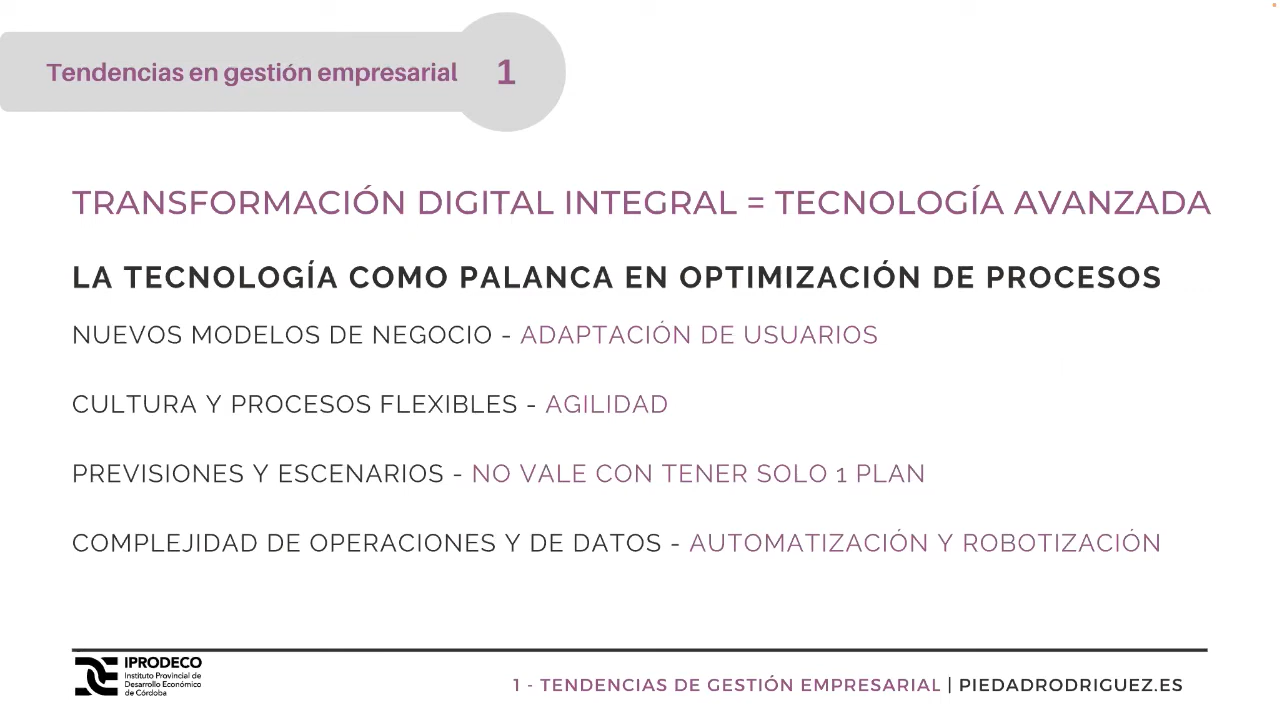 Tendencias en gestión empresarial 1
TRANSFORMACIÓN DIGITAL INTEGRAL = TECNOLOGÍA AVANZADA
LA TECNOLOGÍA COMO PALANCA EN OPTIMIZACIÓN DE PROCESOS
NUEVOS MODELOS DE NEGOCIO - ADAPTACIÓN DE USUARIOS
CULTURA Y PROCESOS FLEXIBLES - AGILIDAD
PREVISIONES Y ESCENARIOS - NO VALE CON TENER SOLO 1 PLAN
COMPLEJIDAD DE OPERACIONES Y DE DATOS - AUTOMATIZACIÓN Y ROBOTIZACIÓN
IPRODECO
Instituto Provincial de
Desarrollo Económico
de Córdoba
1 - TENDENCIAS DE GESTIÓN EMPRESARIAL | PIEDADRODRIGUEZ.ES